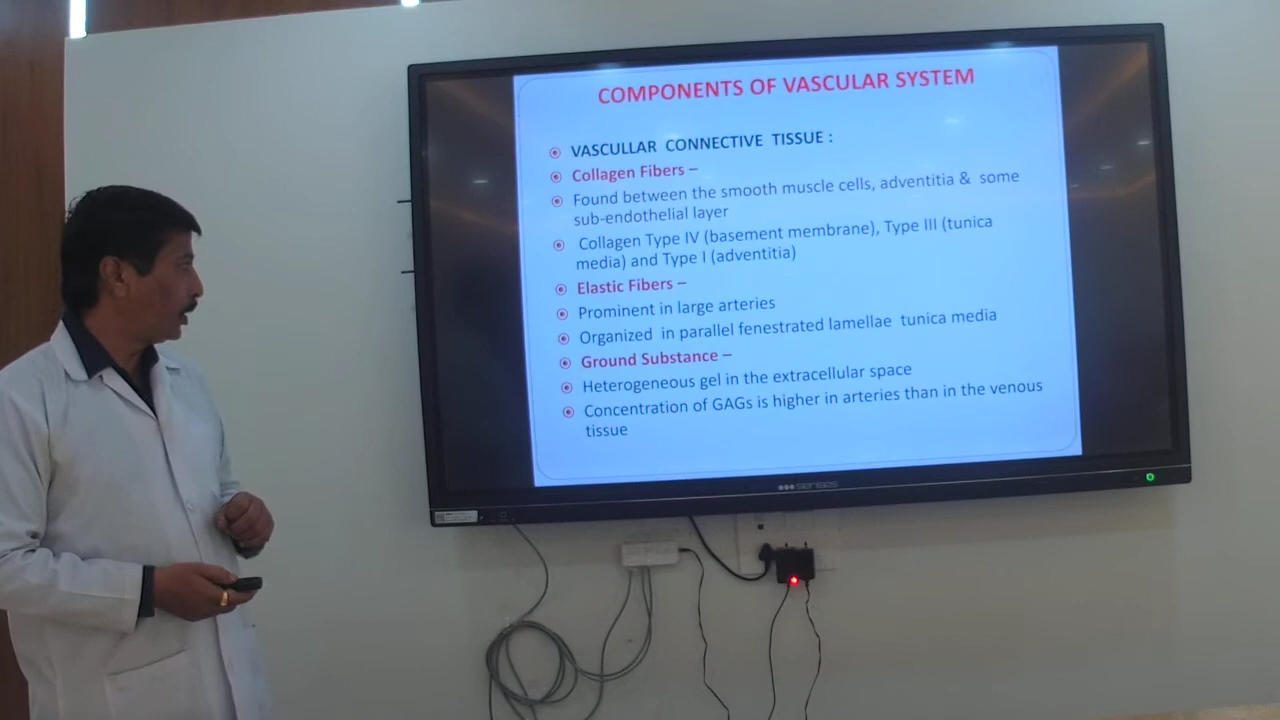 COMPONENTS OF VASCULAR SYSTEM
VASCULLAR CONNECTIVE TISSUE :
Collagen Fibers –
Found between the smooth muscle cells, adventitia & some
sub-endothelial layer
Collagen Type IV (basement membrane), Type III (tunica
media) and Type I (adventitia)
Elastic Fibers –
Prominent in large arteries
Organized in parallel fenestrated lamellae tunica media
Ground Substance –
Heterogeneous gel in the extracellular space
Concentration of GAGs is higher in arteries than in the venous
tissue
senses